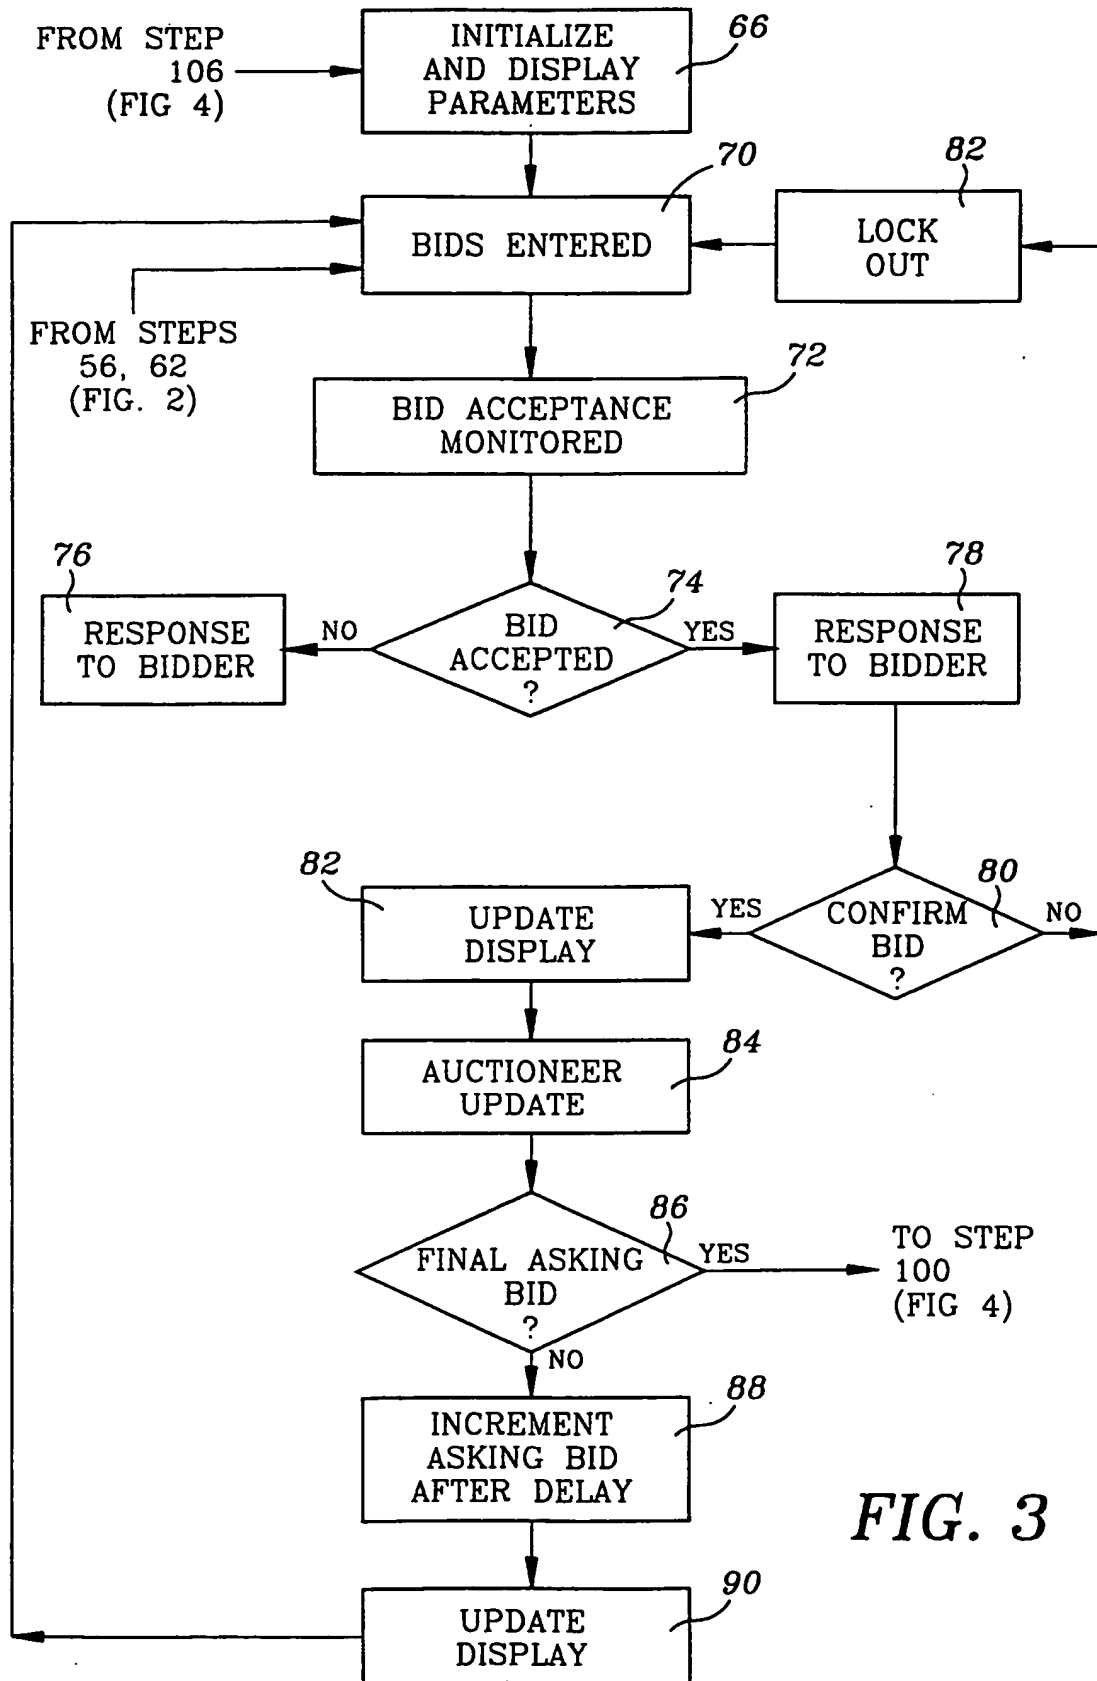 FROM STEP
106
(FIG 4)
INITIALIZE
AND DISPLAY
PARAMETERS
66
70
BIDS ENTERED
82
LOCK
OUT
FROM STEPS
56, 62
(FIG. 2)
72
BID ACCEPTANCE
MONITORED
76
RESPONSE
TO BIDDER
NO
74
BID
ACCEPTED
?
YES
78
RESPONSE
TO BIDDER
82
UPDATE
DISPLAY
YES
80
CONFIRM
BID
?
NO
84
AUCTIONEER
UPDATE
86
FINAL ASKING
BID
?
YES
TO STEP
100
(FIG 4)
NO
88
INCREMENT
ASKING BID
AFTER DELAY
FIG. 3
90
UPDATE
DISPLAY